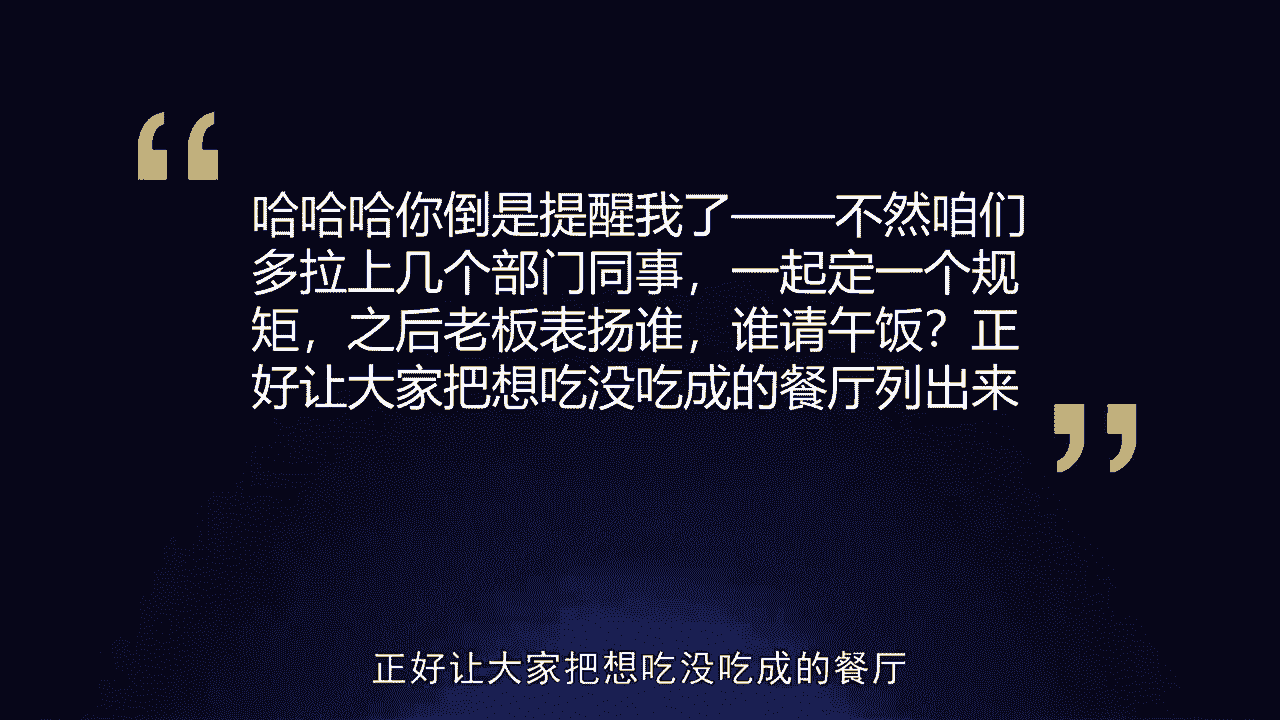 “
哈哈哈你倒是提醒我了——不然咱们
多拉上几个部门同事，一起定一个规
矩，之后老板表扬谁，谁请午饭？正
好让大家把想吃没吃成的餐厅列出来
”
正好让大家把想吃没吃成的餐厅